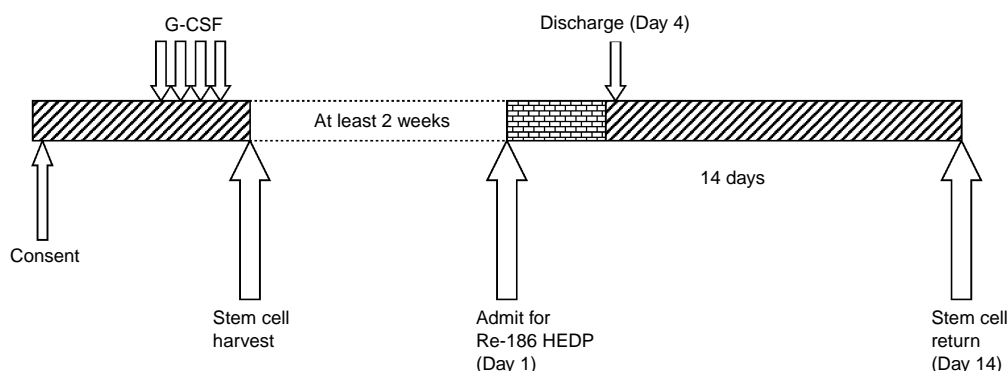 G-CSF
Discharge (Day 4)
At least 2 weeks
14 days
Consent
Stem cell
harvest
Admit for
Re-186 HEDP
(Day 1)
Stem cell
return
(Day 14)